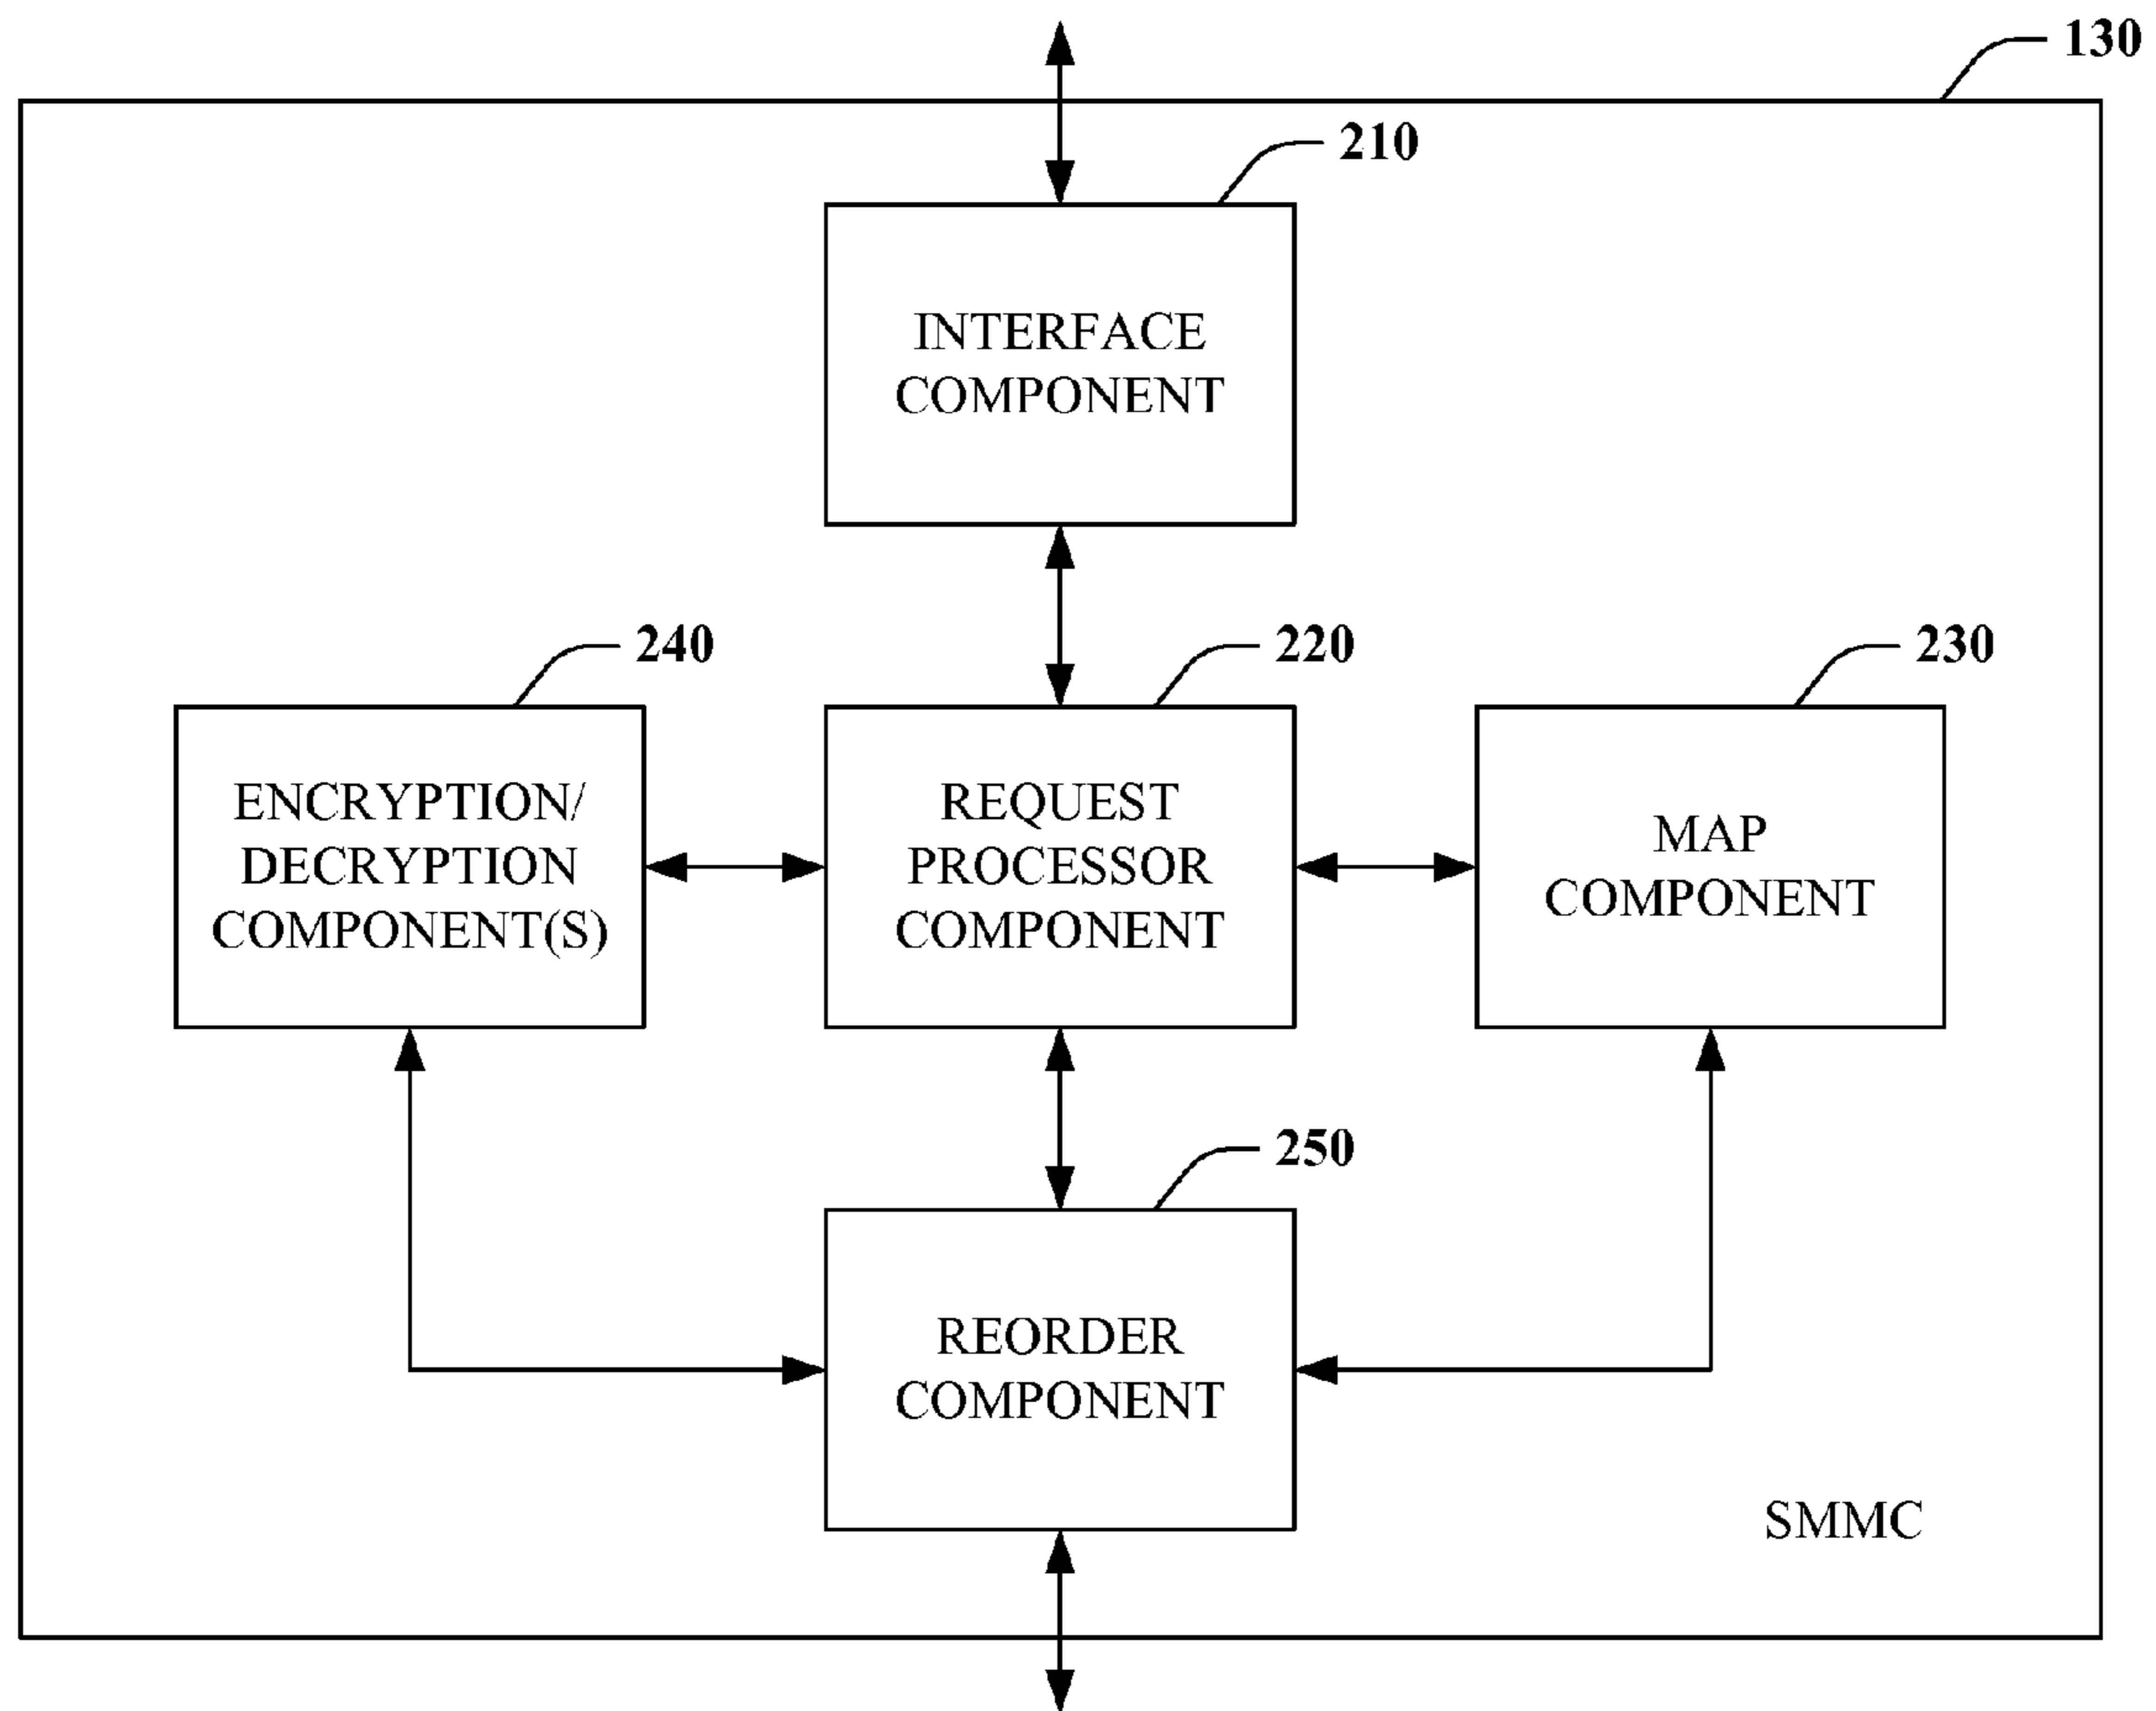 130
210
INTERFACE
COMPONENT
240
220
230
ENCRYPTION/
DECRYPTION
COMPONENT(S)
REQUEST
PROCESSOR
COMPONENT
MAP
COMPONENT
250
REORDER
COMPONENT
SMMC